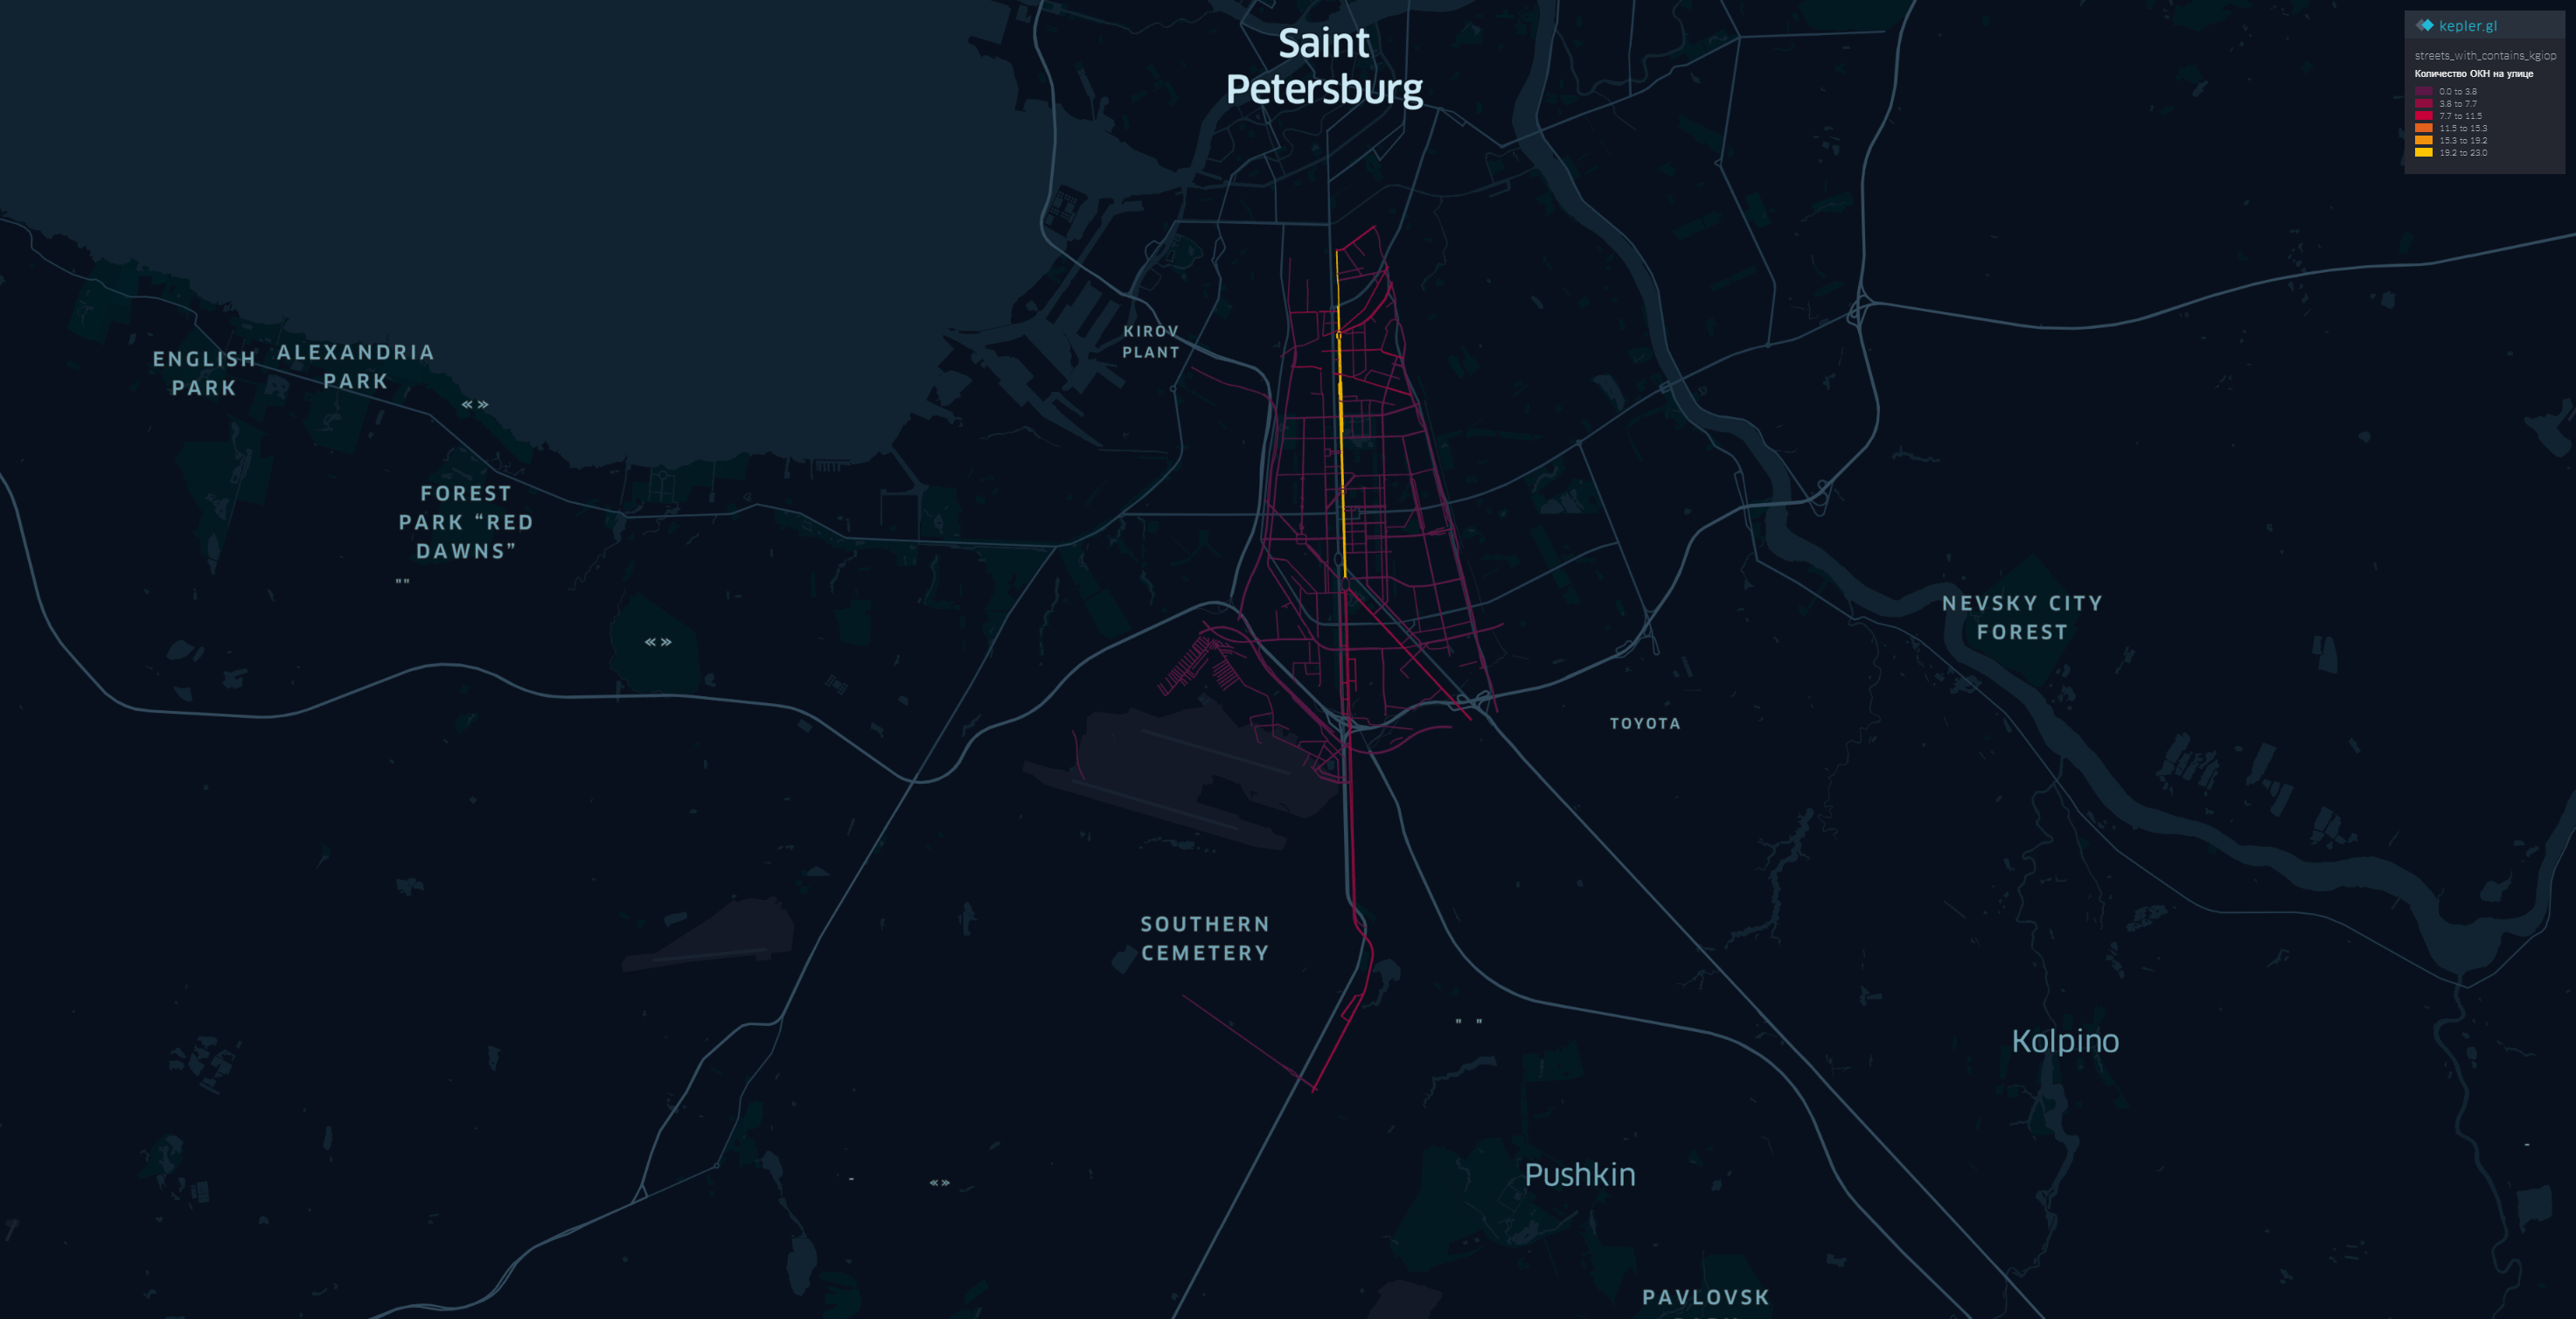 Saint
Petersburg
kepler.gl
streets_with_contains_kgiop
Количество ОКН на улице
0.0 to 3.8
3.8 to 7.7
7.7 to 11.5
11.5 to 15.3
15.3 to 19.2
19.2 to 23.0
KIROV
PLANT
ENGLISH
PARK
ALEXANDRIA
PARK
« »
FOREST
PARK “RED
DAWNS”
""
« »
NEVSKY CITY
FOREST
TOYOTA
SOUTHERN
CEMETERY
" "
Kolpino
-
Pushkin
-
« »
PAVLOVSK